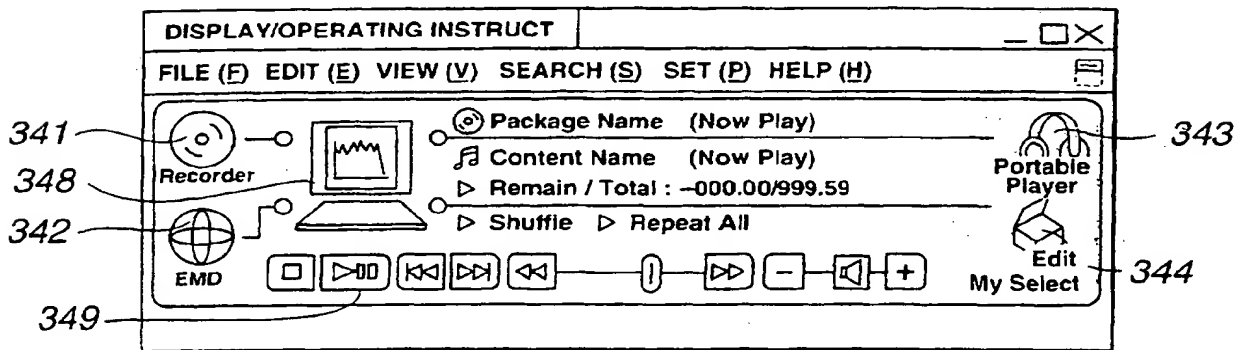 DISPLAY/OPERATING INSTRUCT
FILE (F) EDIT (E) VIEW (V) SEARCH (S) SET (P) HELP (H)
341
Recorder
348
342
EMD
349
Package Name (Now Play)
Content Name (Now Play)
Remain / Total : –000.00/999.59
Shuffle Repeat All
343
Portable
Player
Edit
My Select
344